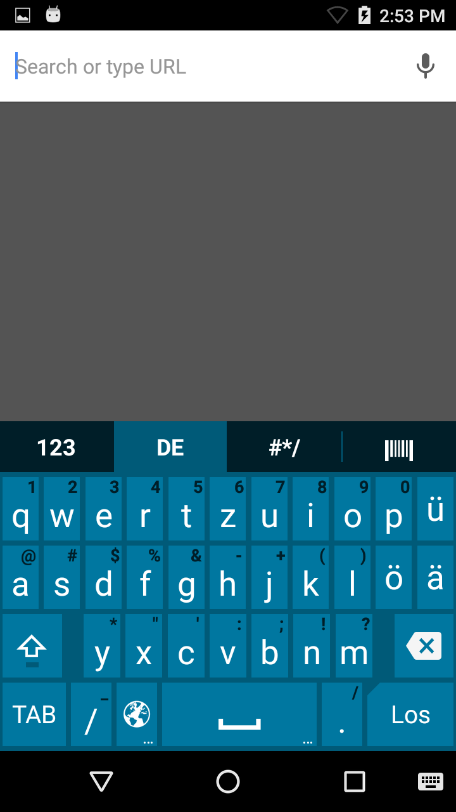 2:53 PM
Search or type URL
123 DE #*/
1 2 3 4 5 6 7 8 9 0
q w e r t z u i o p ü
@ # $ % & - + ( )
a s d f g h j k l ö ä
* " ' : ; ! ?
y x c v b n m
_ /
TAB / ... ... . Los